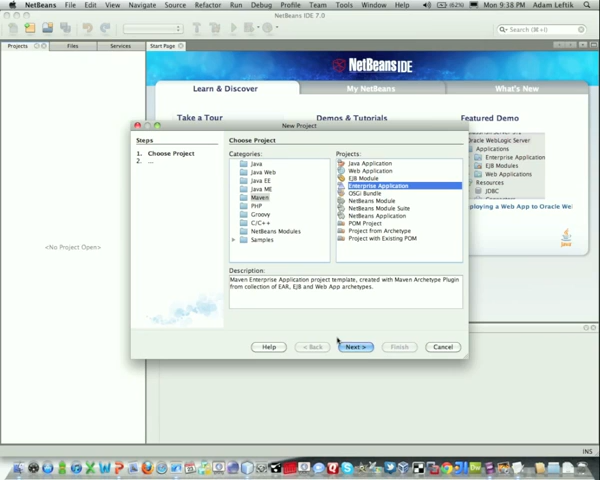 NetBeans File Edit View Navigate Source Refactor Run Debug Profile Team Tools Window Help Mon 9:38 PM Adam Leftik
NetBeans IDE 7.0
Search (⌘+I)
Projects Files Services Start Page
NetBeans IDE
Learn & Discover My NetBeans What's New
Take a Tour Demos & Tutorials Featured Demo
Oracle WebLogic Server
Applications
Enterprise Application
Web Modules
Web Applications
Resources
JDBC
Deploying a Web App to Oracle
Java
<No Project Open>
New Project
Steps
1. Choose Project
2. ...
Choose Project
Categories:
Java
Java Web
Java EE
Java ME
Maven
PHP
Groovy
C/C++
NetBeans Modules
Samples
Projects:
Java Application
Web Application
EJB Module
Enterprise Application
OSGi Bundle
NetBeans Module
NetBeans Module Suite
NetBeans Application
POM Project
Project from Archetype
Project with Existing POM
Description:
Maven Enterprise Application project template, created with Maven Archetype Plugin
from collection of EAR, EJB and Web App archetypes.
Help < Back Next > Finish Cancel
INS